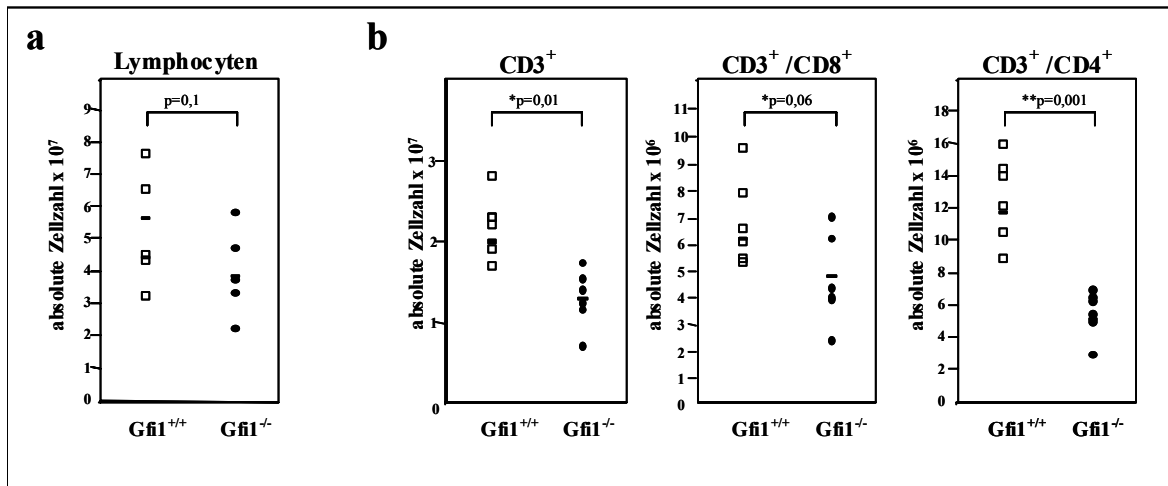 a
b
Lymphocyten
CD3⁺
CD3⁺ /CD8⁺
CD3⁺ /CD4⁺
absolute Zellzahl x 10⁷
9
8
7
6
5
4
3
2
1
0
p=0,1
Gfi1⁺/⁺ Gfi1⁻/⁻
absolute Zellzahl x 10⁷
3
2
1
0
*p=0,01
Gfi1⁺/⁺ Gfi1⁻/⁻
absolute Zellzahl x 10⁶
11
10
9
8
7
6
5
4
3
2
1
0
*p=0,06
Gfi1⁺/⁺ Gfi1⁻/⁻
absolute Zellzahl x 10⁶
18
16
14
12
10
8
6
4
2
0
**p=0,001
Gfi1⁺/⁺ Gfi1⁻/⁻